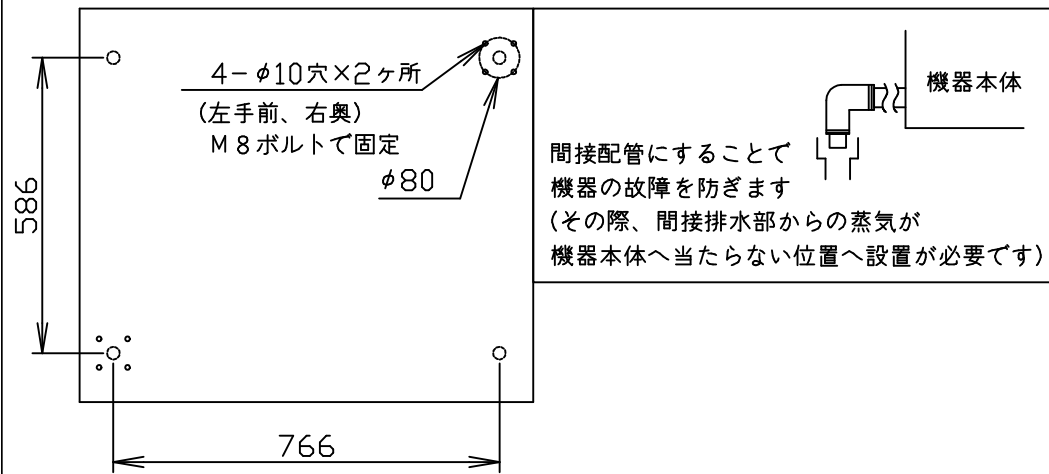 4-φ10穴×2ヶ所
(左手前、右奥)
M8ボルトで固定
φ80
586
766
機器本体
間接配管にすることで
機器の故障を防ぎます
(その際、間接排水部からの蒸気が
機器本体へ当たらない位置へ設置が必要です)